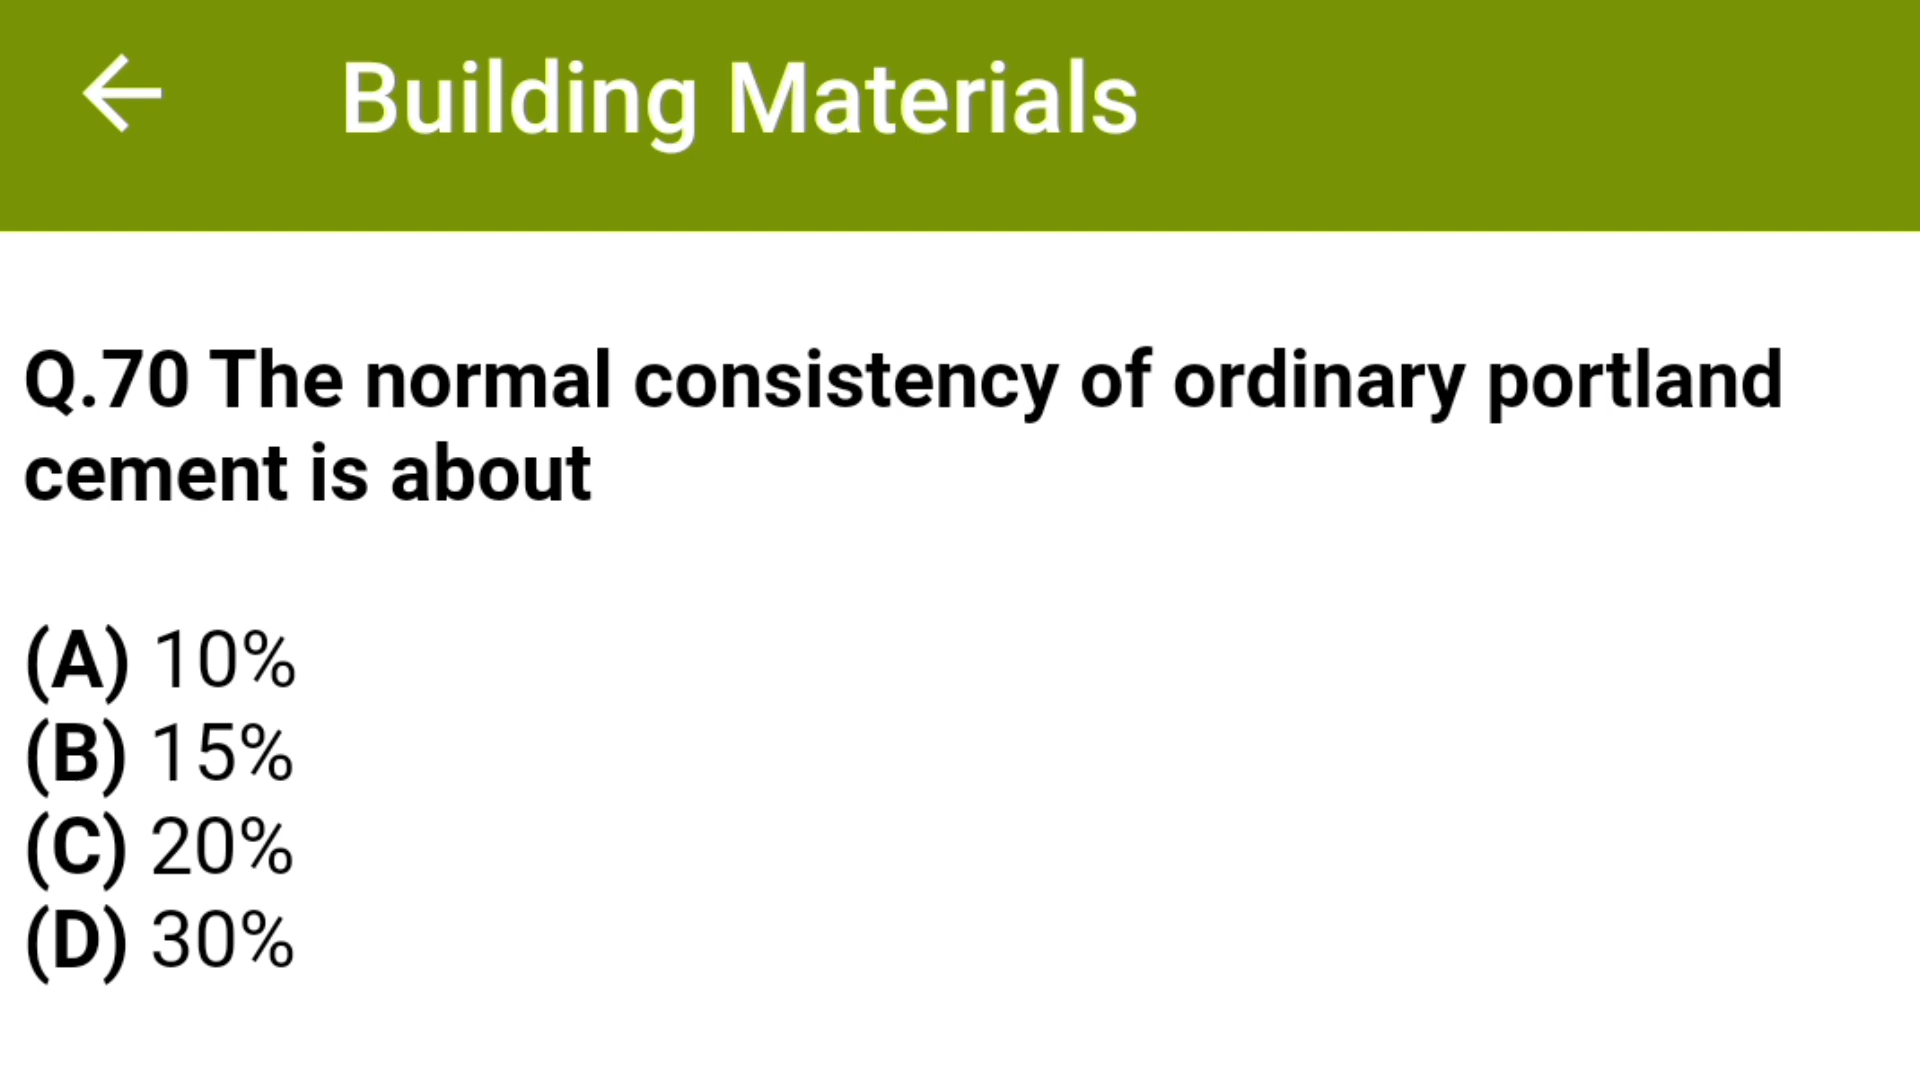 Building Materials
Q.70 The normal consistency of ordinary portland
cement is about
(A) 10%
(B) 15%
(C) 20%
(D) 30%